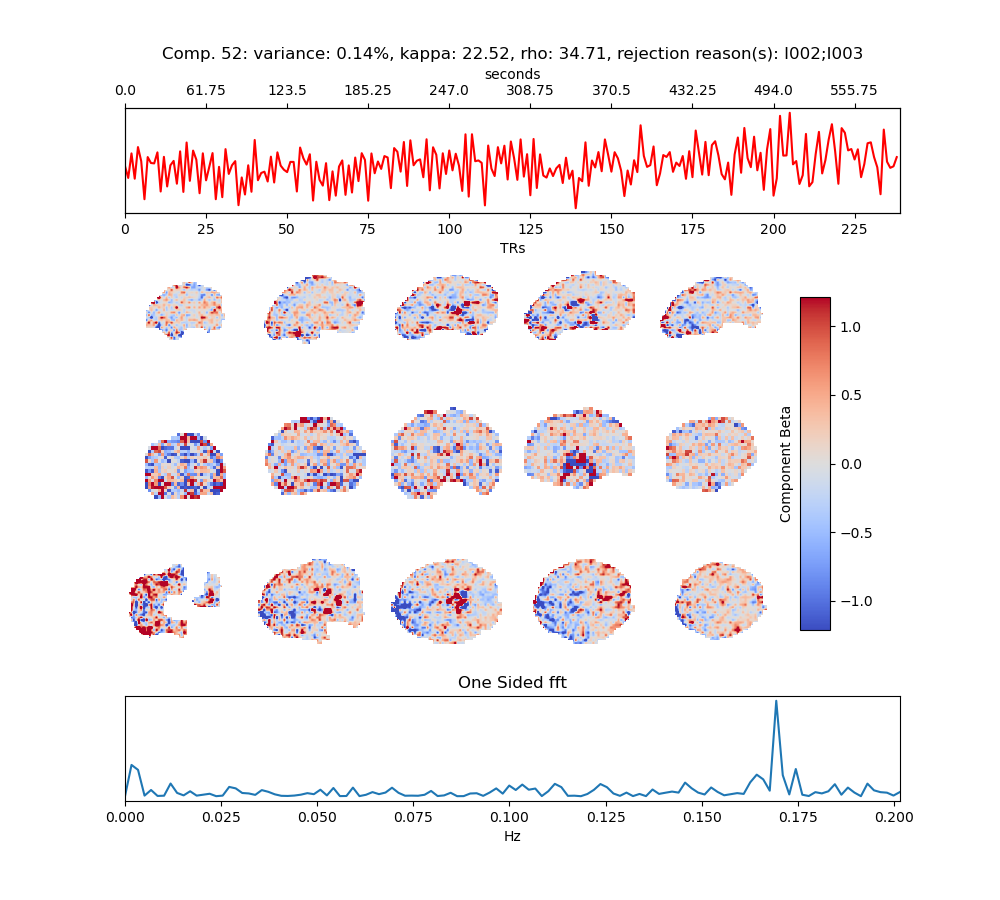 Comp. 52: variance: 0.14%, kappa: 22.52, rho: 34.71, rejection reason(s): I002;I003
seconds
0.0 61.75 123.5 185.25 247.0 308.75 370.5 432.25 494.0 555.75
0 25 50 75 100 125 150 175 200 225
TRs
1.0
0.5
0.0
−0.5
−1.0
Component Beta
One Sided fft
0.000 0.025 0.050 0.075 0.100 0.125 0.150 0.175 0.200
Hz